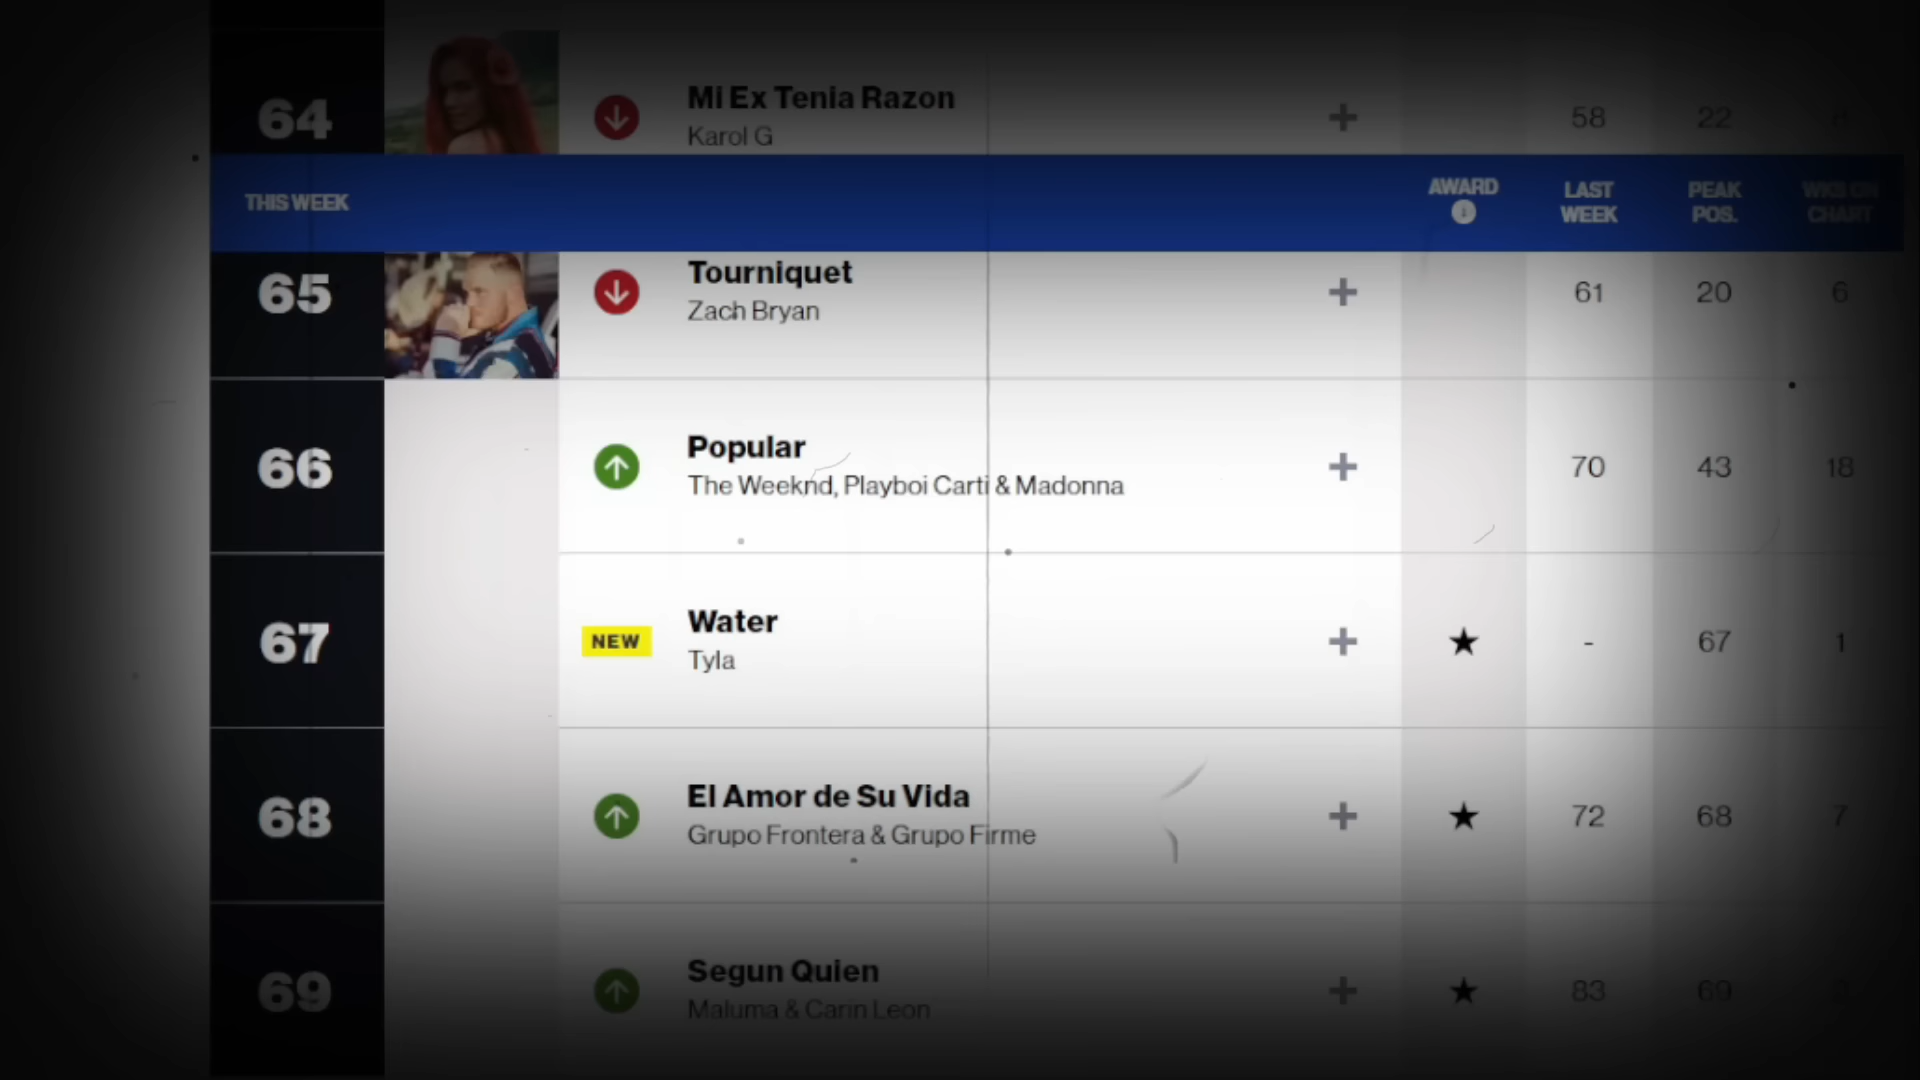 64
Mi Ex Tenia Razon
Karol G
58 22
THIS WEEK
AWARD
LAST WEEK
PEAK POS.
WKS ON CHART
65
Tourniquet
Zach Bryan
61 20 6
66
Popular
The Weeknd, Playboi Carti & Madonna
70 43 18
67
NEW
Water
Tyla
- 67 1
68
El Amor de Su Vida
Grupo Frontera & Grupo Firme
72 68 7
69
Segun Quien
Maluma & Carin Leon
83 69